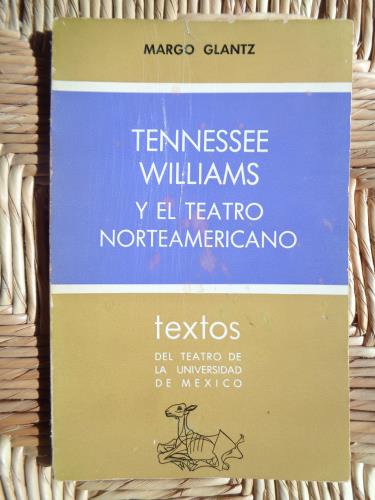 MARGO GLANTZ
TENNESSEE
WILLIAMS
Y EL TEATRO
NORTEAMERICANO
textos
DEL TEATRO DE
LA UNIVERSIDAD
DE MEXICO